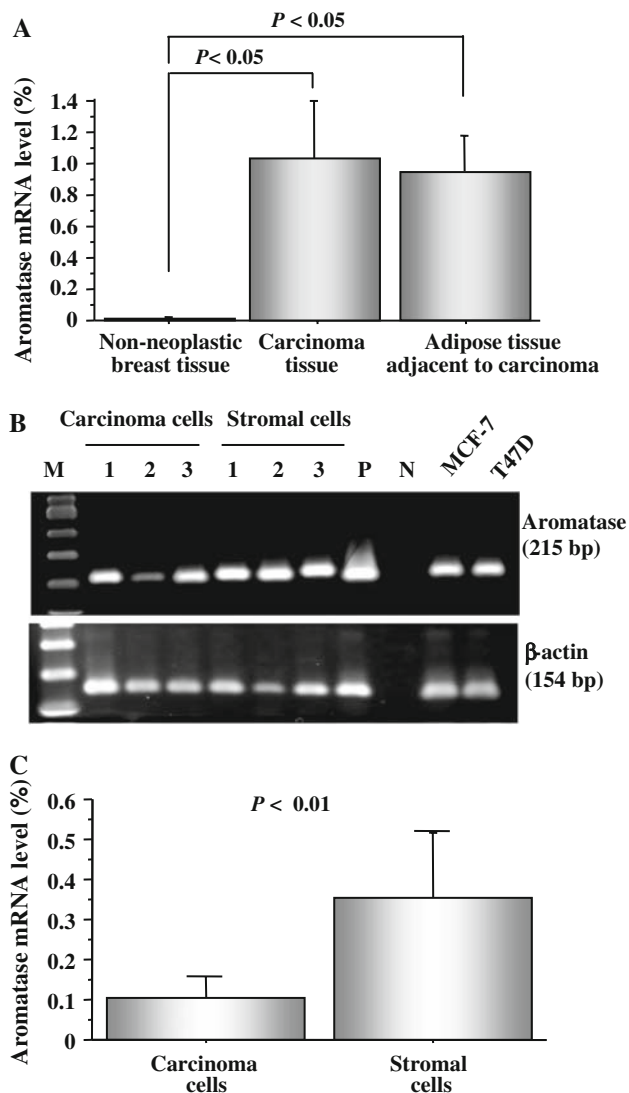 A
P < 0.05
P < 0.05
Aromatase mRNA level (%)
1.4
1.2
1.0
0.8
0.6
0.4
0.2
0
Non-neoplastic breast tissue
Carcinoma tissue
Adipose tissue adjacent to carcinoma
B
Carcinoma cells Stromal cells
M 1 2 3 1 2 3 P N MCF-7 T47D
Aromatase
(215 bp)
β-actin
(154 bp)
C
P < 0.01
Aromatase mRNA level (%)
0.6
0.5
0.4
0.3
0.2
0.1
0
Carcinoma cells
Stromal cells